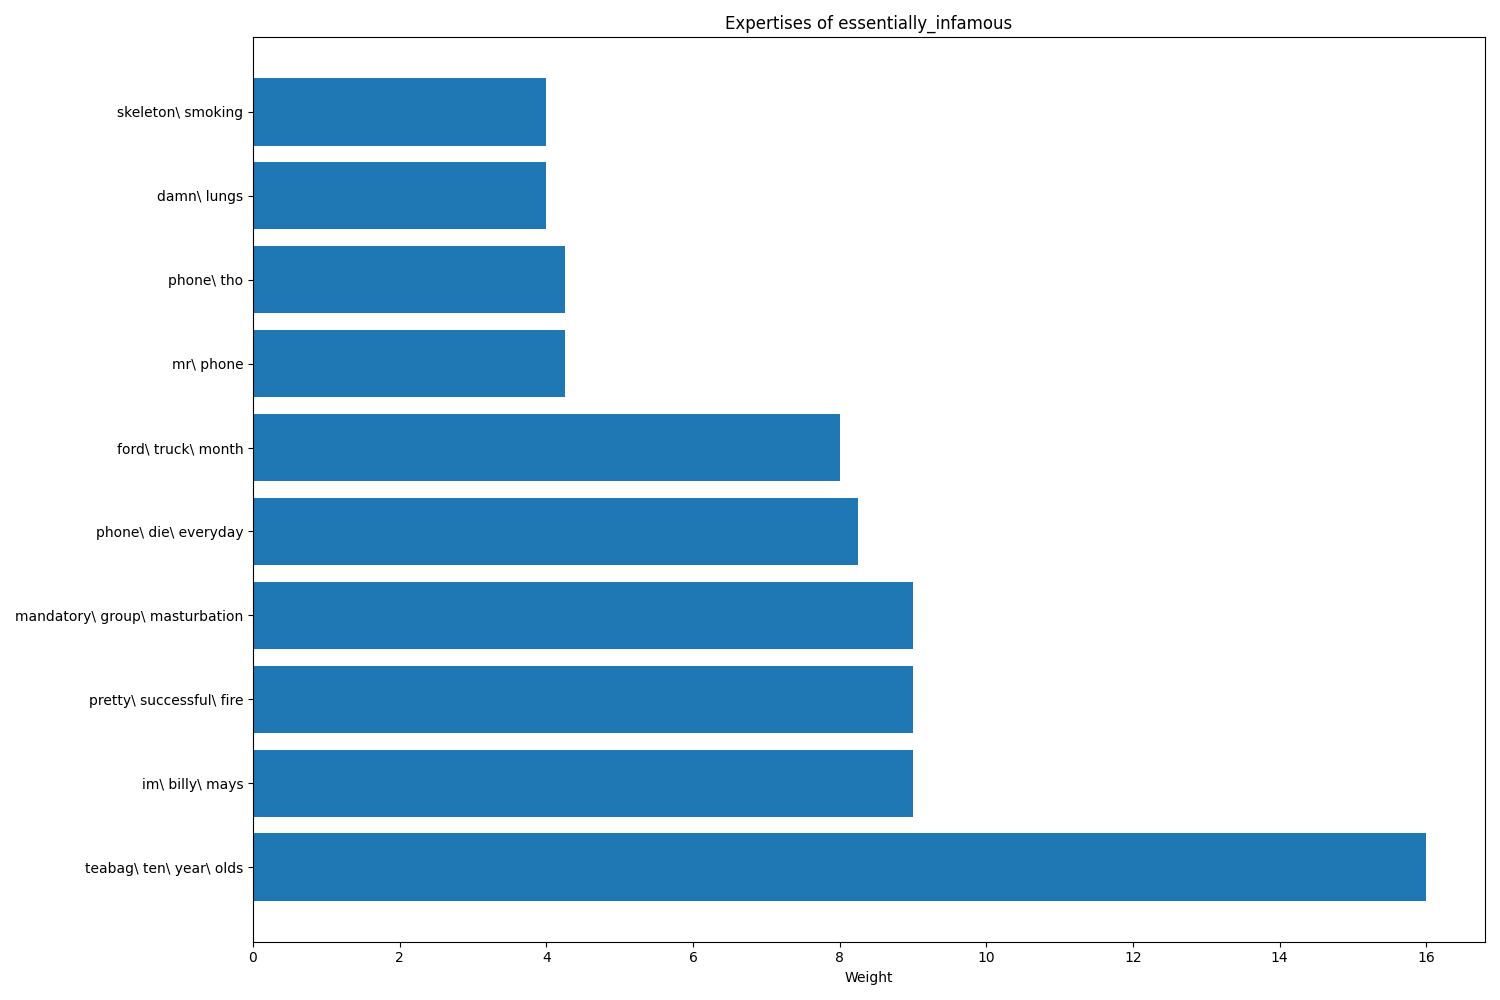 Expertises of essentially_infamous
skeleton\ smoking
damn\ lungs
phone\ tho
mr\ phone
ford\ truck\ month
phone\ die\ everyday
mandatory\ group\ masturbation
pretty\ successful\ fire
im\ billy\ mays
teabag\ ten\ year\ olds
0 2 4 6 8 10 12 14 16
Weight